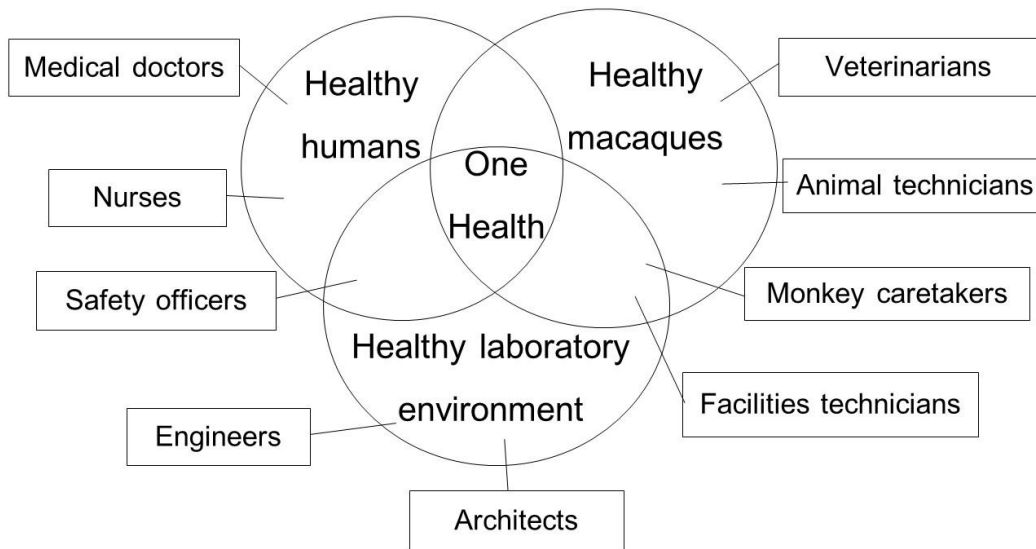 Medical doctors
Healthy
humans
Healthy
macaques
Veterinarians
One
Health
Nurses
Animal technicians
Safety officers
Monkey caretakers
Healthy laboratory
environment
Facilities technicians
Engineers
Architects